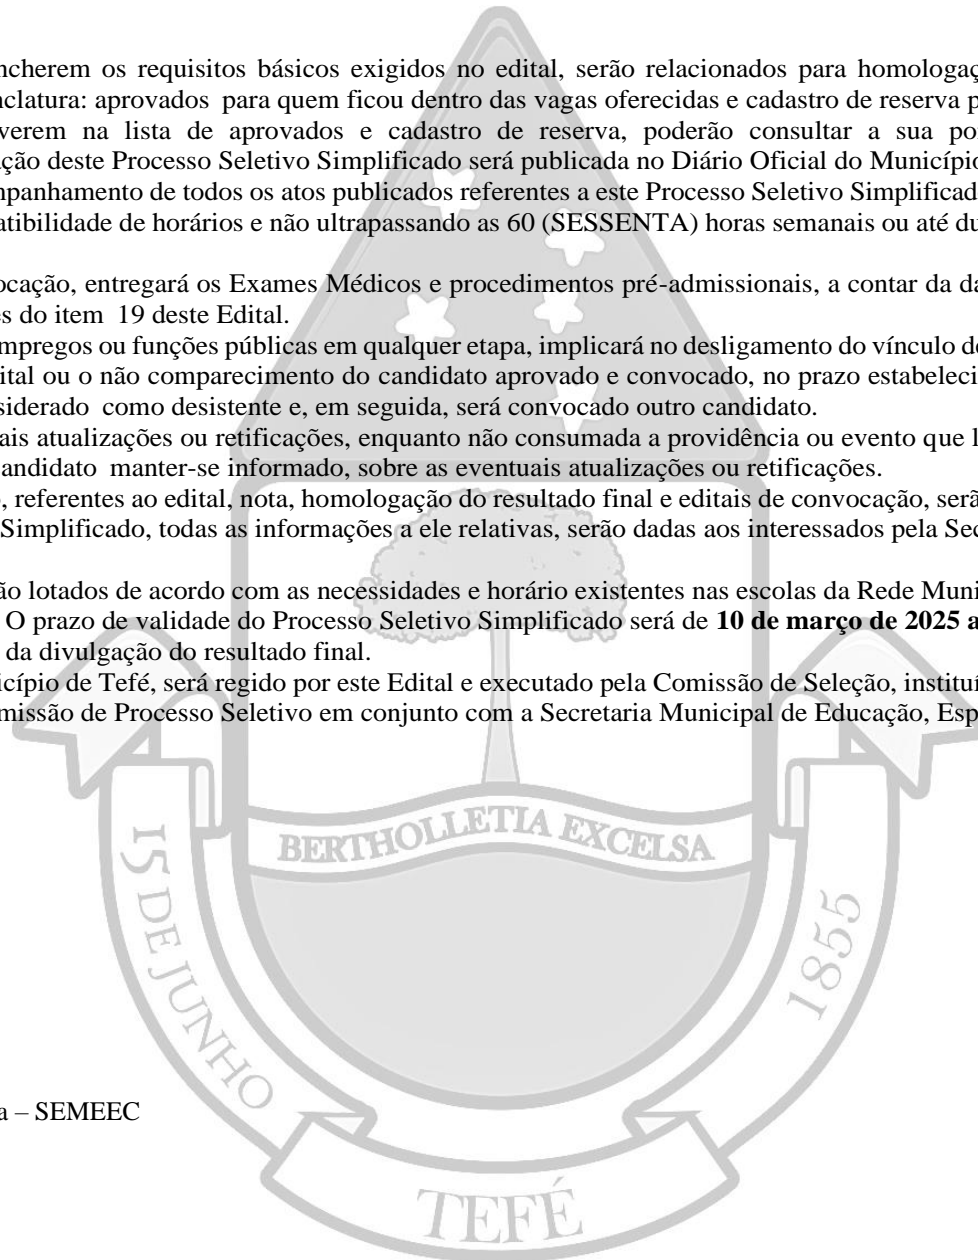 ncherem os requisitos básicos exigidos no edital, serão relacionados para homologaç
nclatura: aprovados para quem ficou dentro das vagas oferecidas e cadastro de reserva p
verem na lista de aprovados e cadastro de reserva, poderão consultar a sua po
ção deste Processo Seletivo Simplificado será publicada no Diário Oficial do Município
mpanhamento de todos os atos publicados referentes a este Processo Seletivo Simplificad
atibilidade de horários e não ultrapassando as 60 (SESSENTA) horas semanais ou até du
ocação, entregará os Exames Médicos e procedimentos pré-admissionais, a contar da da
es do item 19 deste Edital.
mpregos ou funções públicas em qualquer etapa, implicará no desligamento do vínculo de
ital ou o não comparecimento do candidato aprovado e convocado, no prazo estabeleci
siderado como desistente e, em seguida, será convocado outro candidato.
ais atualizações ou retificações, enquanto não consumada a providência ou evento que l
andidato manter-se informado, sobre as eventuais atualizações ou retificações.
, referentes ao edital, nota, homologação do resultado final e editais de convocação, serã
Simplificado, todas as informações a ele relativas, serão dadas aos interessados pela Sec
ão lotados de acordo com as necessidades e horário existentes nas escolas da Rede Muni
O prazo de validade do Processo Seletivo Simplificado será de 10 de março de 2025 a
da divulgação do resultado final.
icípio de Tefé, será regido por este Edital e executado pela Comissão de Seleção, instituí
missão de Processo Seletivo em conjunto com a Secretaria Municipal de Educação, Esp
BERTHOLLETIA EXCELSA
15 DE JUNHO
1855
a – SEMEEC
TEFÉ